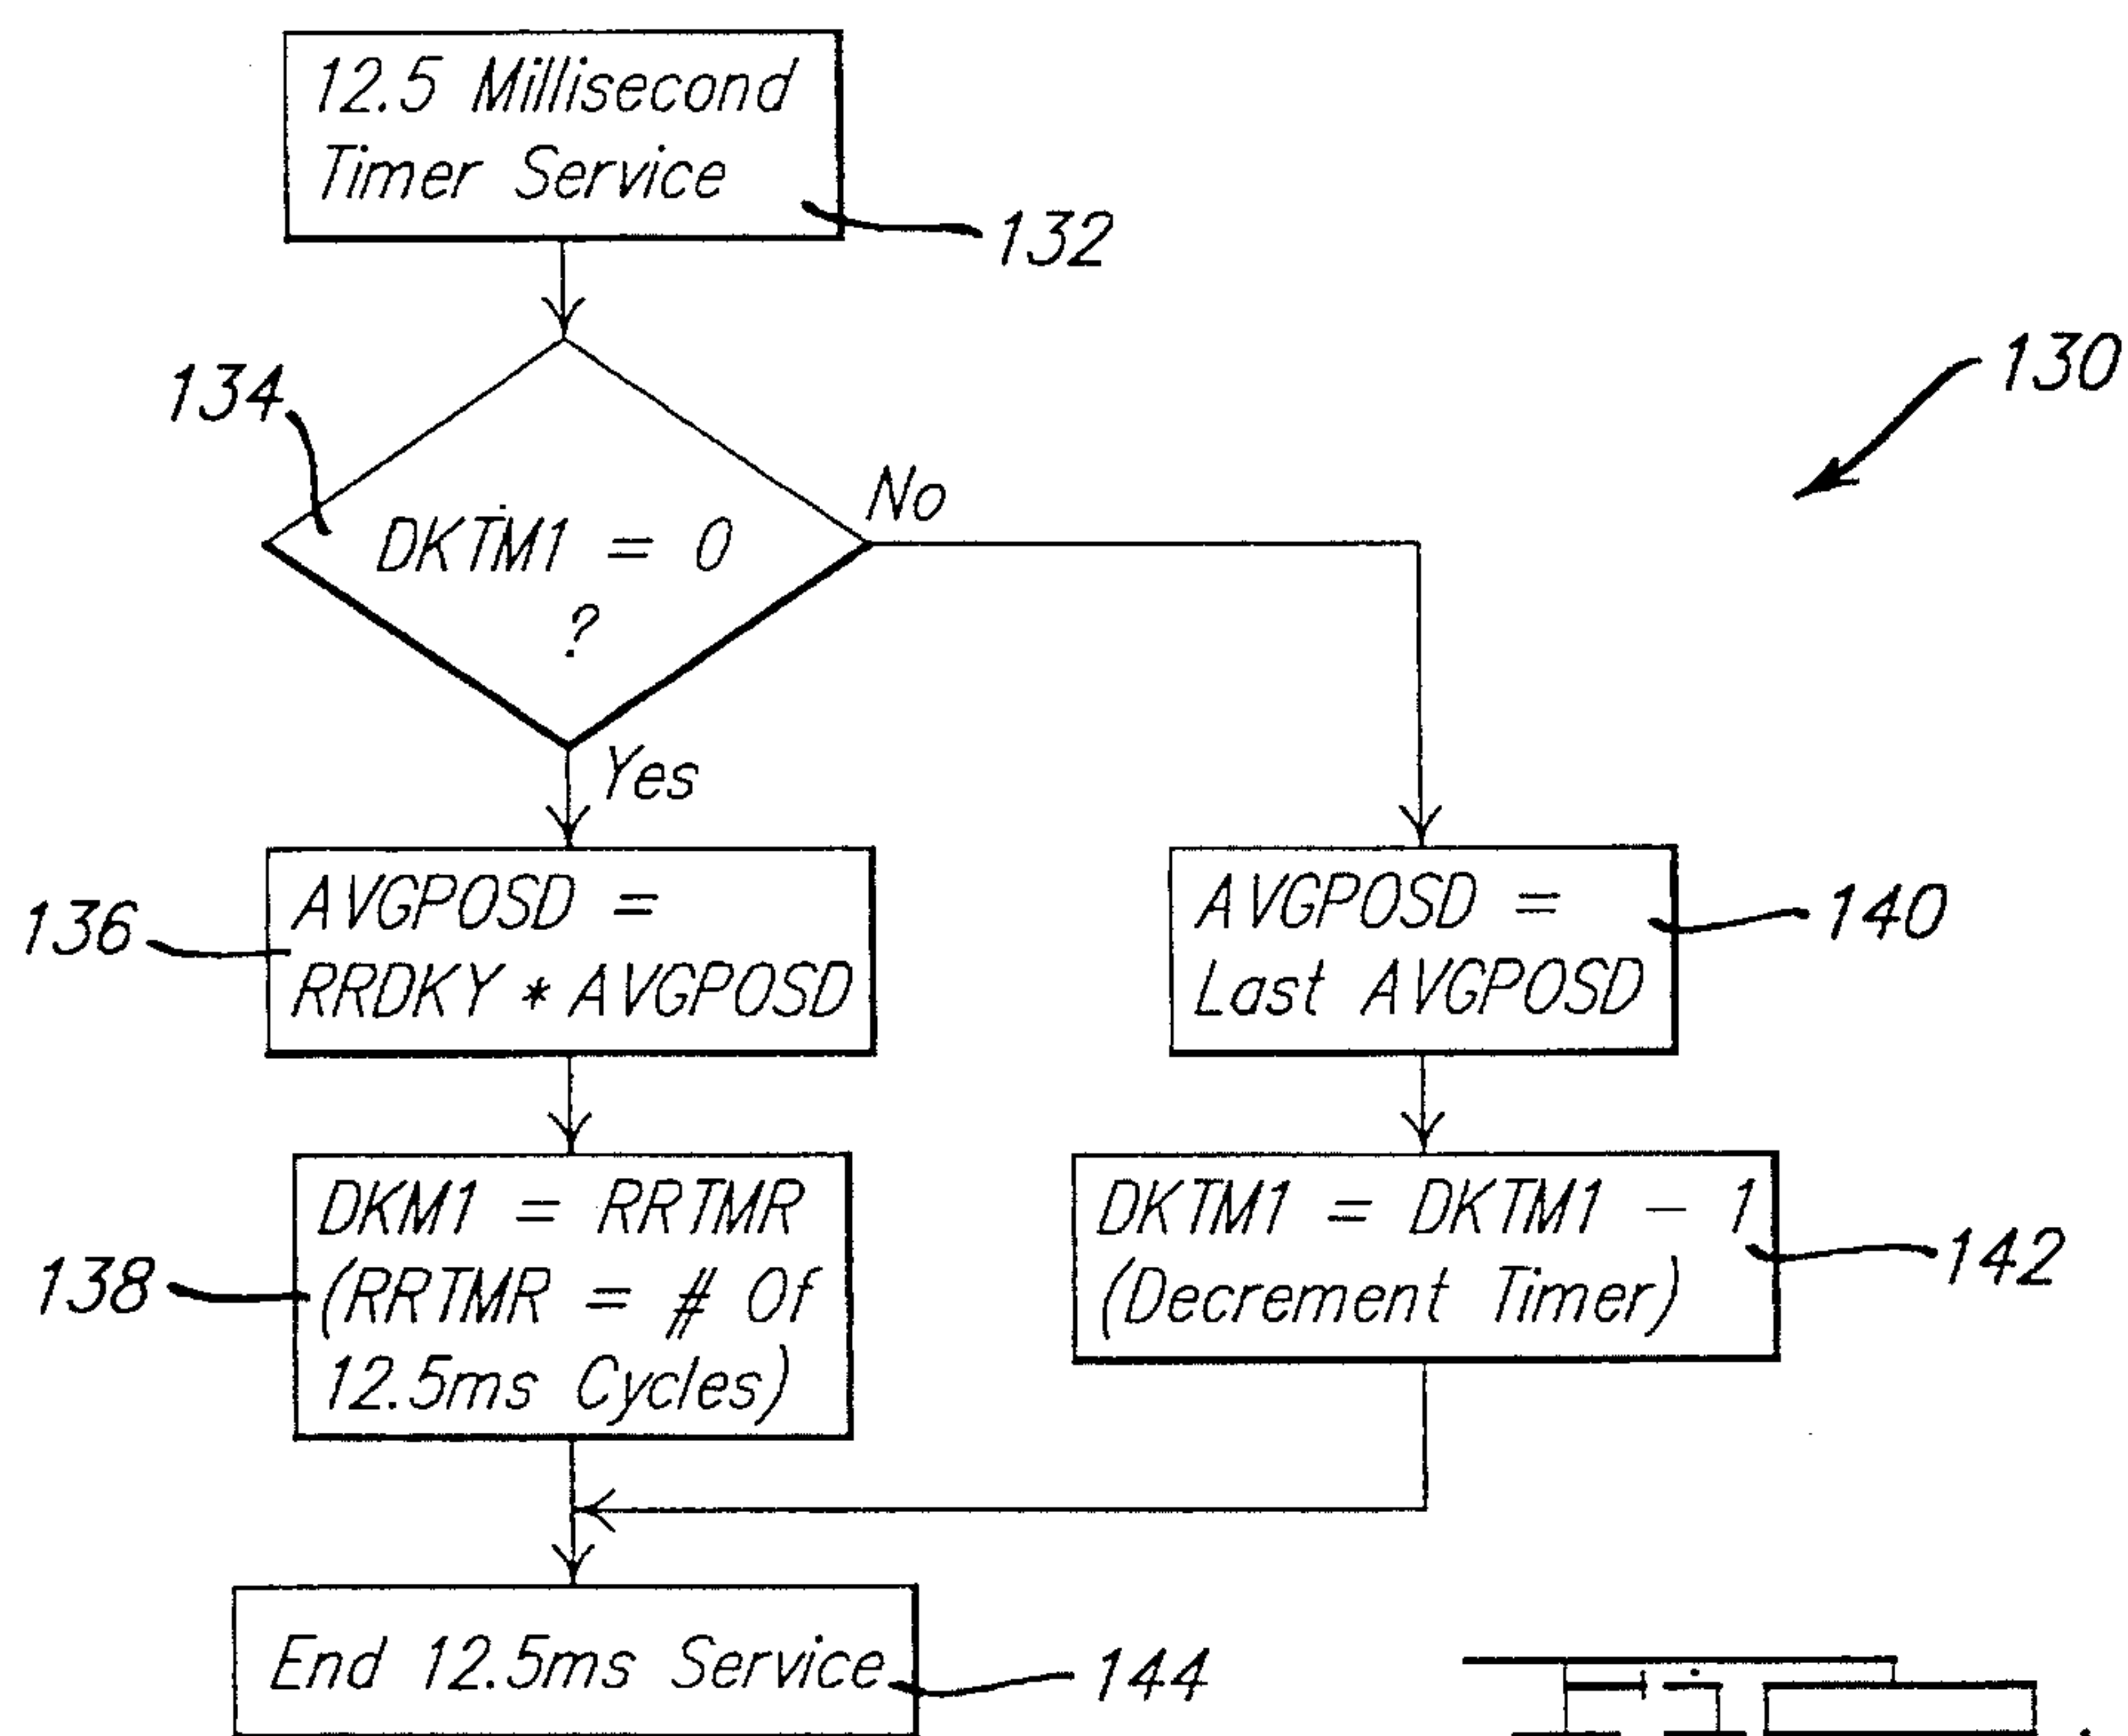 12.5 Millisecond
Timer Service
132
130
134
DKTM1 = 0
?
No
Yes
136
AVGPOSD =
RRDKY * AVGPOSD
AVGPOSD =
Last AVGPOSD
140
138
DKM1 = RRTMR
(RRTMR = # Of
12.5ms Cycles)
DKTM1 = DKTM1 - 1
(Decrement Timer)
142
End 12.5ms Service
144